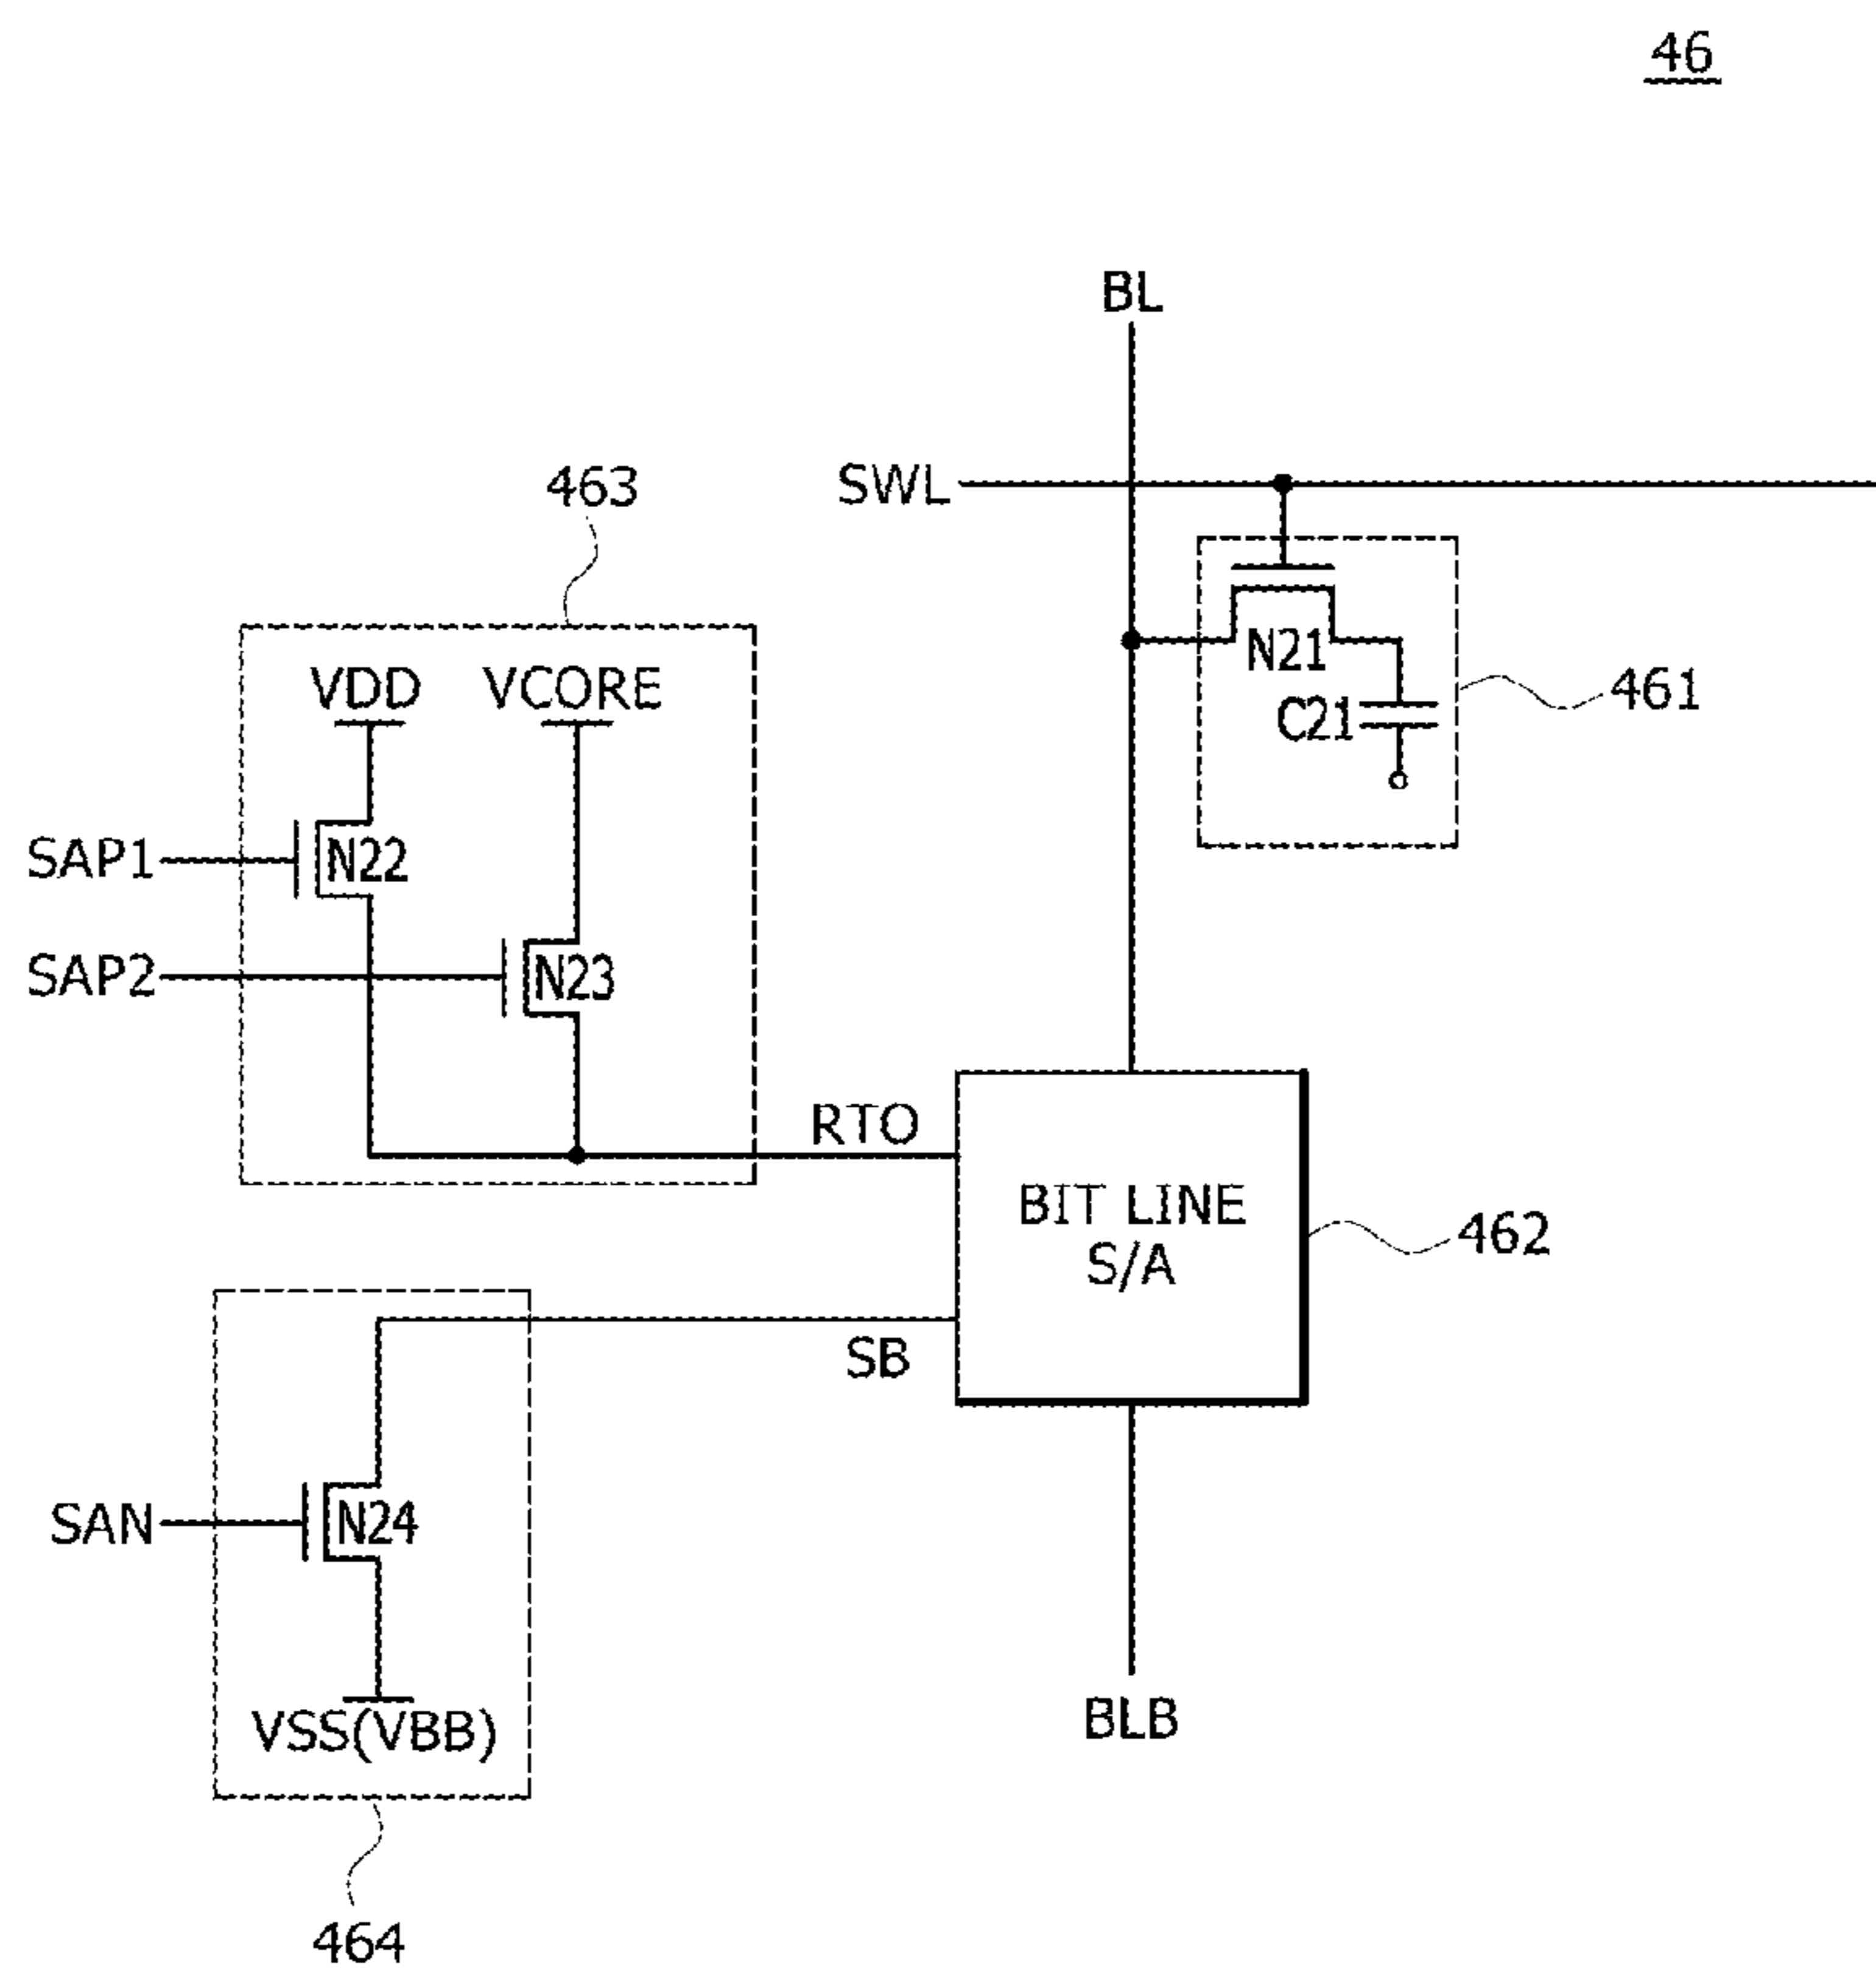 46
BL
SWL
463
N21
461
C21
VDD VCORE
SAP1
N22
SAP2
N23
RTO
BIT LINE
S/A
462
SB
SAN
N24
VSS(VBB)
BLB
464